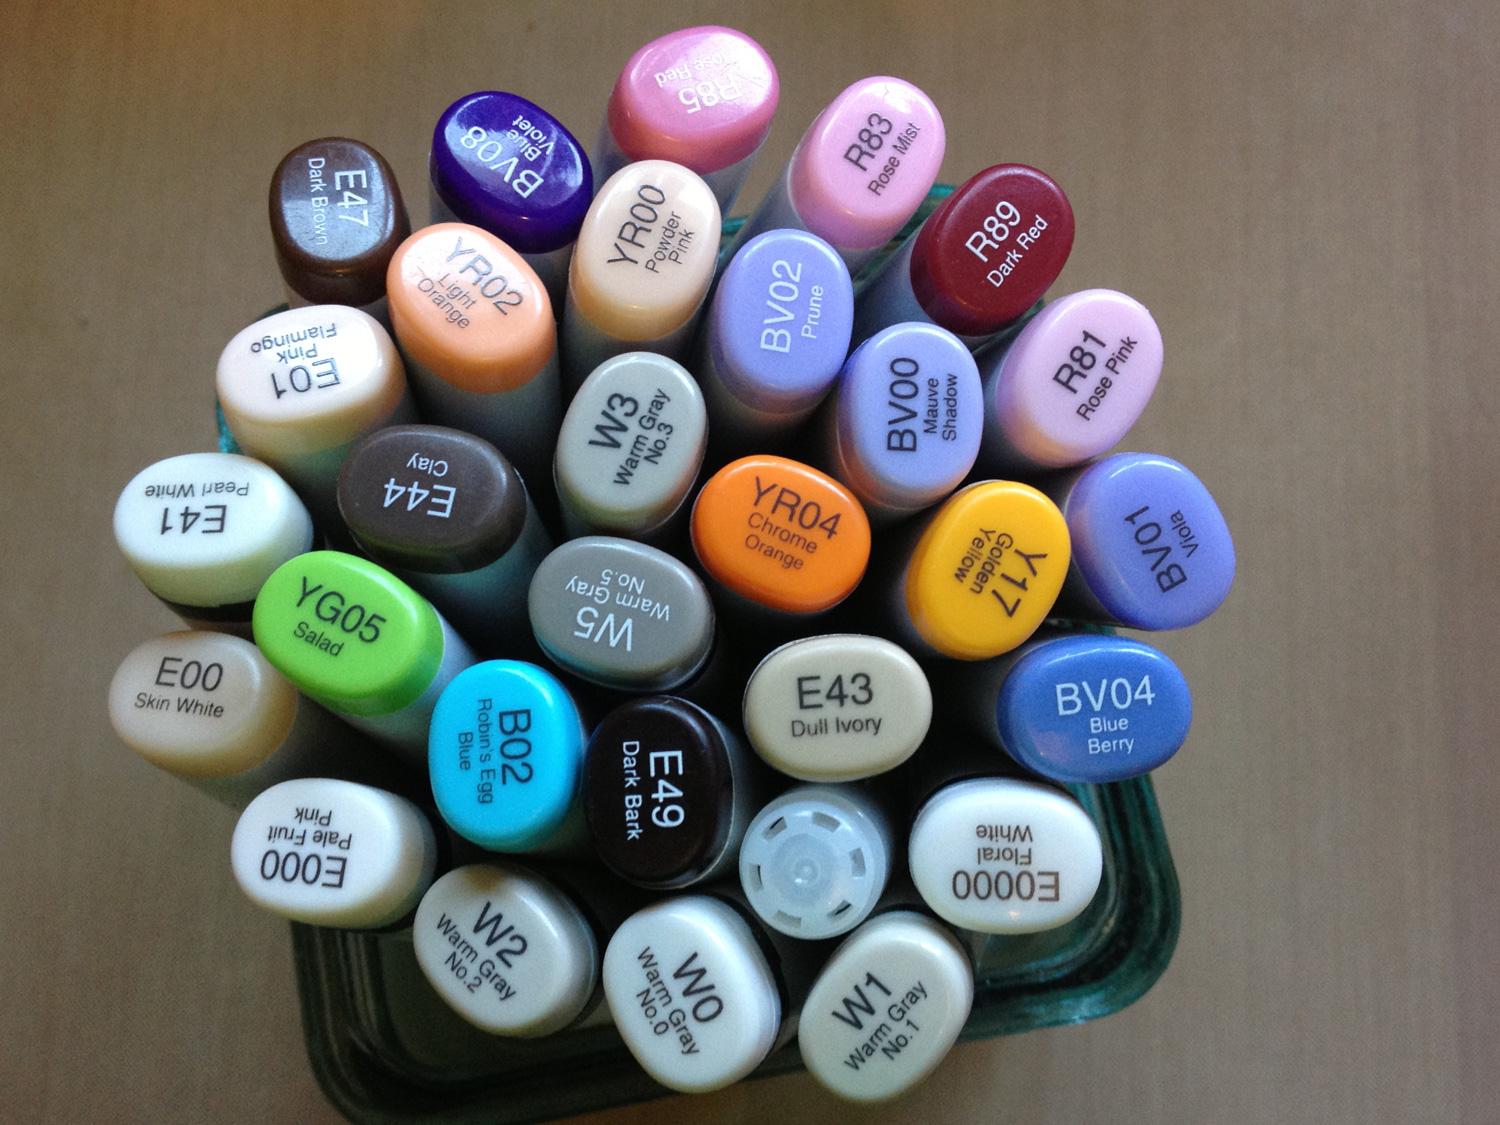 R85
Rose Red
R83
Rose Mist
BV08
Blue
Violet
E47
Dark Brown
YR00
Powder
Pink
R89
Dark Red
YR02
Light
Orange
BV02
Prune
E01
Pink
Flamingo
R81
Rose Pink
W3
Warm Gray
No.3
BV00
Mauve
Shadow
E44
Clay
E41
Pearl White
YR04
Chrome
Orange
Y17
Golden
Yellow
BV01
Viola
YG05
Salad
W5
Warm Gray
No.5
E00
Skin White
E43
Dull Ivory
BV04
Blue
Berry
B02
Robin's Egg
Blue
E49
Dark Bark
E000
Pale Fruit
Pink
E0000
Floral
White
W2
Warm Gray
No.2
W0
Warm Gray
No.0
W1
Warm Gray
No.1